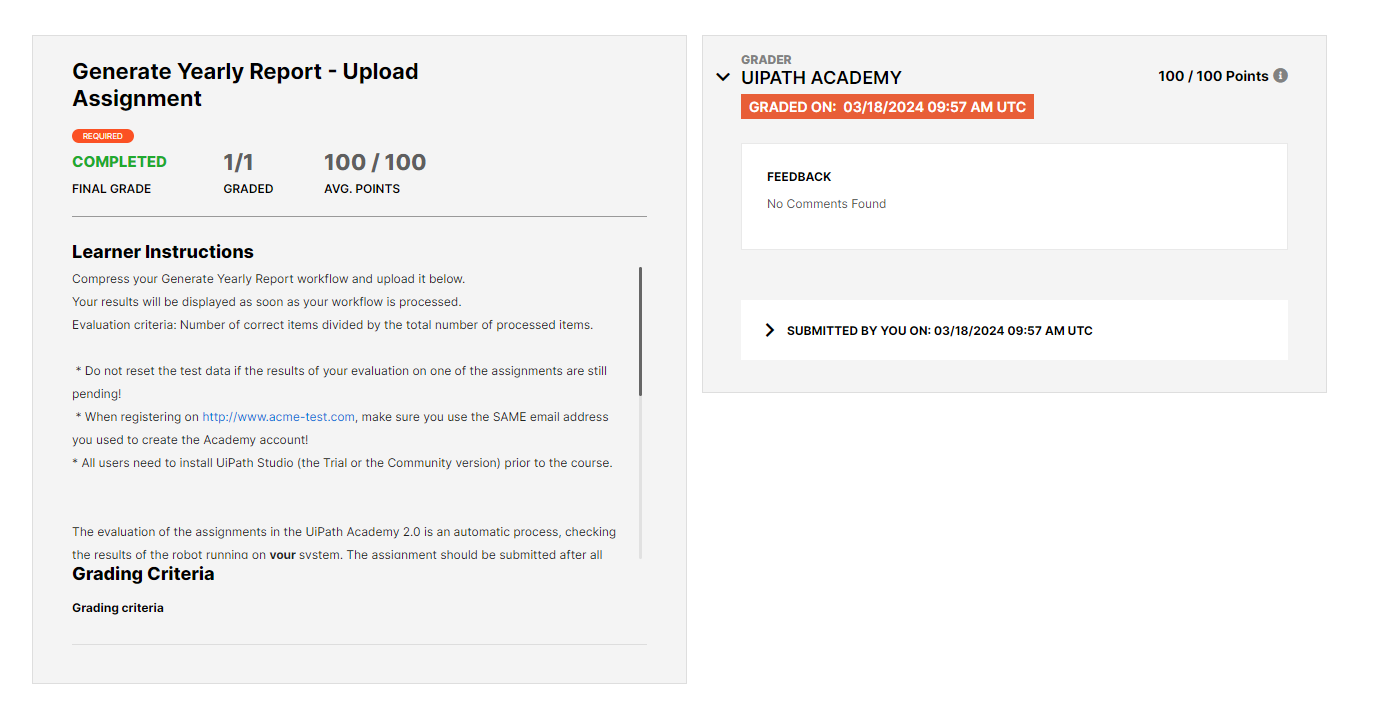 Generate Yearly Report - Upload
Assignment
REQUIRED
COMPLETED
1/1
100 / 100
FINAL GRADE
GRADED
AVG. POINTS
Learner Instructions
Compress your Generate Yearly Report workflow and upload it below.
Your results will be displayed as soon as your workflow is processed.
Evaluation criteria: Number of correct items divided by the total number of processed items.
* Do not reset the test data if the results of your evaluation on one of the assignments are still
pending!
* When registering on http://www.acme-test.com, make sure you use the SAME email address
you used to create the Academy account!
* All users need to install UiPath Studio (the Trial or the Community version) prior to the course.
The evaluation of the assignments in the UiPath Academy 2.0 is an automatic process, checking
the results of the robot running on your system. The assignment should be submitted after all
Grading Criteria
Grading criteria
GRADER
UIPATH ACADEMY
100 / 100 Points
GRADED ON: 03/18/2024 09:57 AM UTC
FEEDBACK
No Comments Found
SUBMITTED BY YOU ON: 03/18/2024 09:57 AM UTC